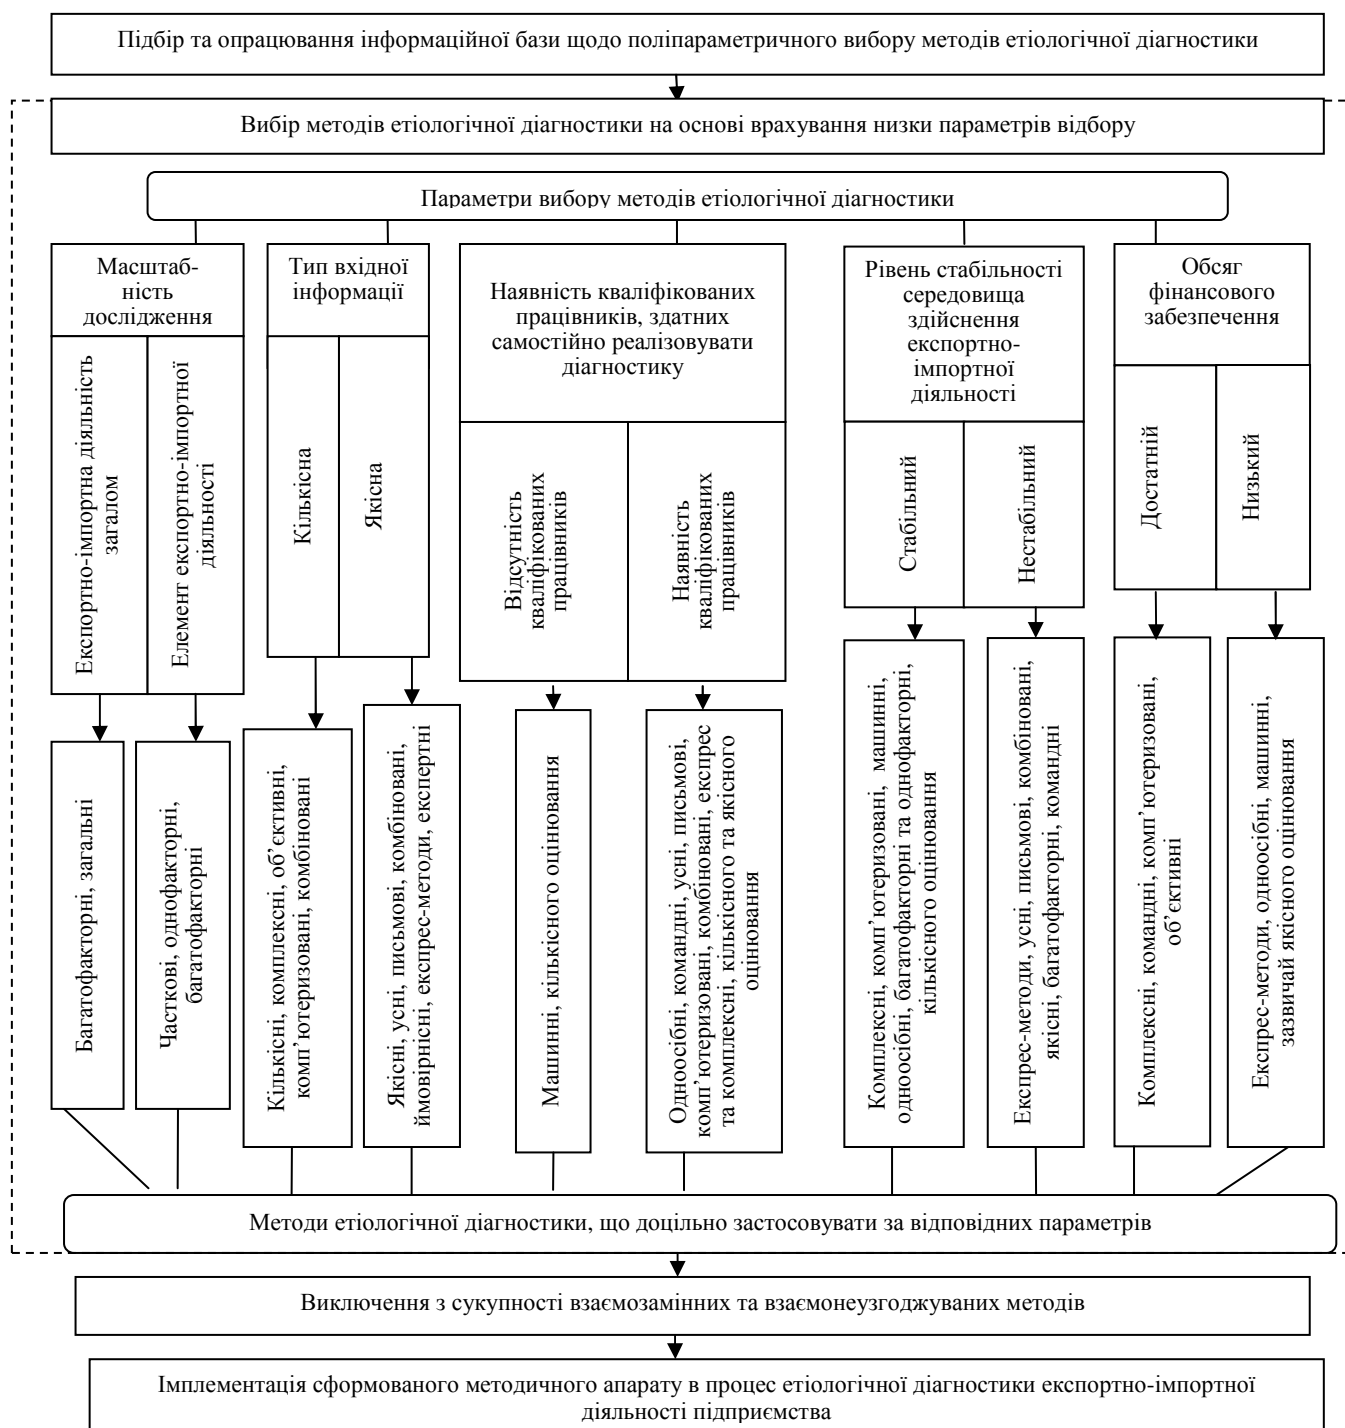 Підбір та опрацювання інформаційної бази щодо поліпараметричного вибору методів етіологічної діагностики
Вибір методів етіологічної діагностики на основі врахування низки параметрів відбору
Параметри вибору методів етіологічної діагностики
Масштаб-
ність
дослідження
Тип вхідної
інформації
Наявність кваліфікованих
працівників, здатних
самостійно реалізовувати
діагностику
Рівень стабільності
середовища
здійснення
експортно-
імпортної
діяльності
Обсяг
фінансового
забезпечення
Експортно-імпортна діяльність
загалом
Елемент експортно-імпортної
діяльності
Кількісна
Якісна
Відсутність
кваліфікованих
працівників
Наявність
кваліфікованих
працівників
Стабільний
Нестабільний
Достатній
Низький
Багатофакторні, загальні
Часткові, однофакторні,
багатофакторні
Кількісні, комплексні, об’єктивні,
комп’ютеризовані, комбіновані
Якісні, усні, письмові, комбіновані,
ймовірнісні, експрес-методи, експертні
Машинні, кількісного оцінювання
Одноосібні, командні, усні, письмові,
комп’ютеризовані, комбіновані, експрес
та комплексні, кількісного та якісного
оцінювання
Комплексні, комп’ютеризовані, машинні,
одноосібні, багатофакторні та однофакторні,
кількісного оцінювання
Експрес-методи, усні, письмові, комбіновані,
якісні, багатофакторні, командні
Комплексні, командні, комп’ютеризовані,
об’єктивні
Експрес-методи, одноосібні, машинні,
зазвичай якісного оцінювання
Методи етіологічної діагностики, що доцільно застосовувати за відповідних параметрів
Виключення з сукупності взаємозамінних та взаємонеузгоджуваних методів
Імплементація сформованого методичного апарату в процес етіологічної діагностики експортно-імпортної
діяльності підприємства